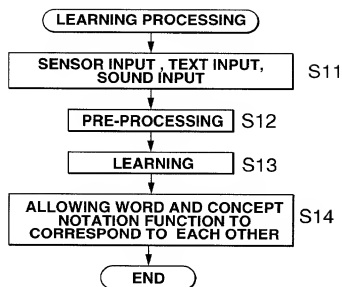 LEARNING PROCESSING
SENSOR INPUT , TEXT INPUT,
SOUND INPUT
S11
PRE-PROCESSING
S12
LEARNING
S13
ALLOWING WORD AND CONCEPT
NOTATION FUNCTION TO
CORRESPOND TO EACH OTHER
S14
END